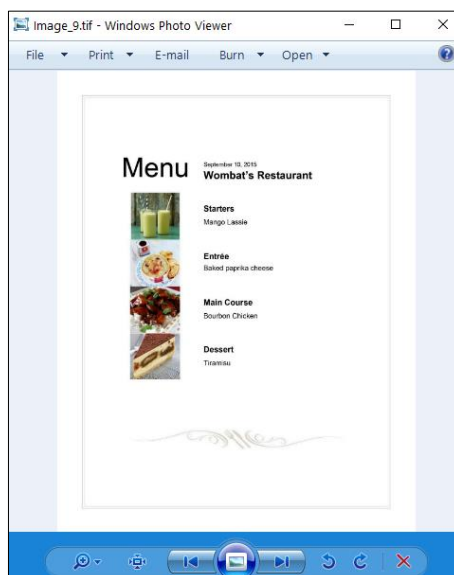 Image_9.tif - Windows Photo Viewer
File Print E-mail Burn Open
Menu
September 13, 2015
Wombat's Restaurant
Starters
Mango Lassie
Entrée
Baked paprika cheese
Main Course
Bourbon Chicken
Dessert
Tiramisu